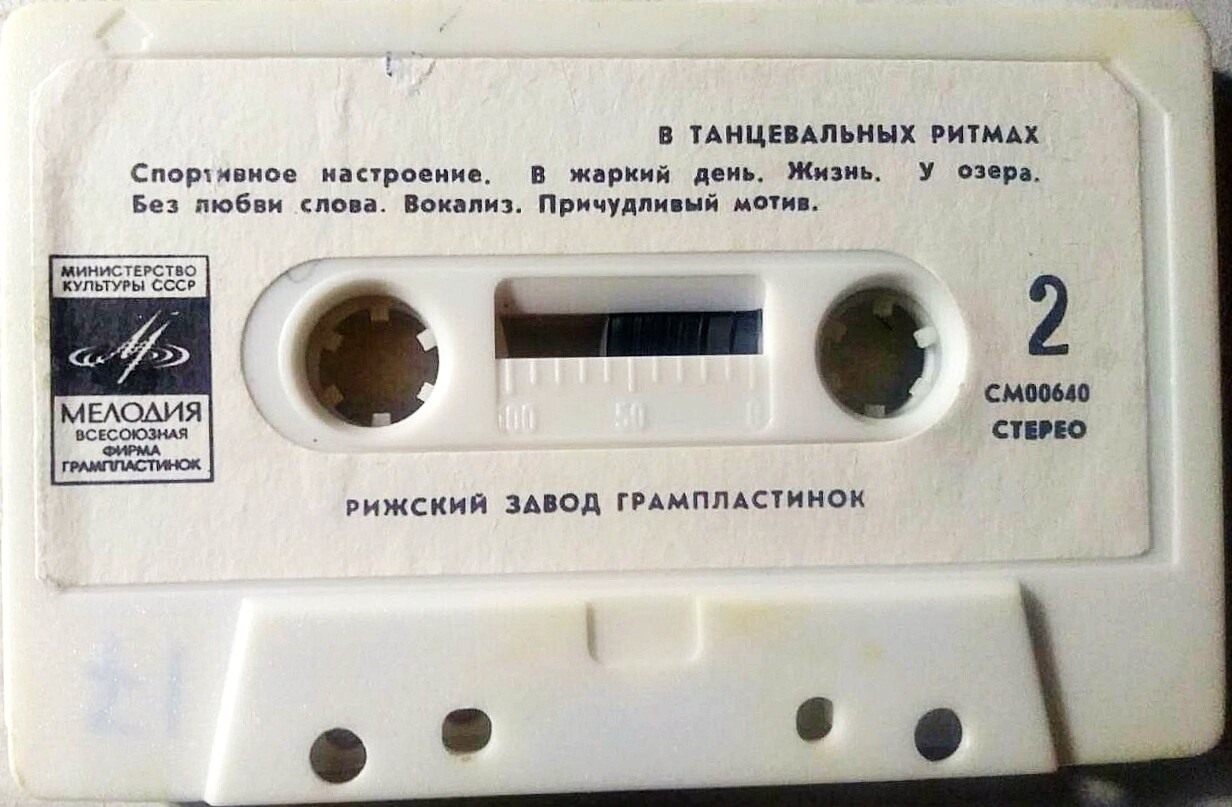 В ТАНЦЕВАЛЬНЫХ РИТМАХ
Спортивное настроение. В жаркий день. Жизнь. У озера.
Без любви слова. Вокализ. Причудливый мотив.
МИНИСТЕРСТВО
КУЛЬТУРЫ СССР
МЕЛОДИЯ
ВСЕСОЮЗНАЯ
ФИРМА
ГРАМПЛАСТИНОК
2
СМ00640
СТЕРЕО
100 50 0
РИЖСКИЙ ЗАВОД ГРАМПЛАСТИНОК